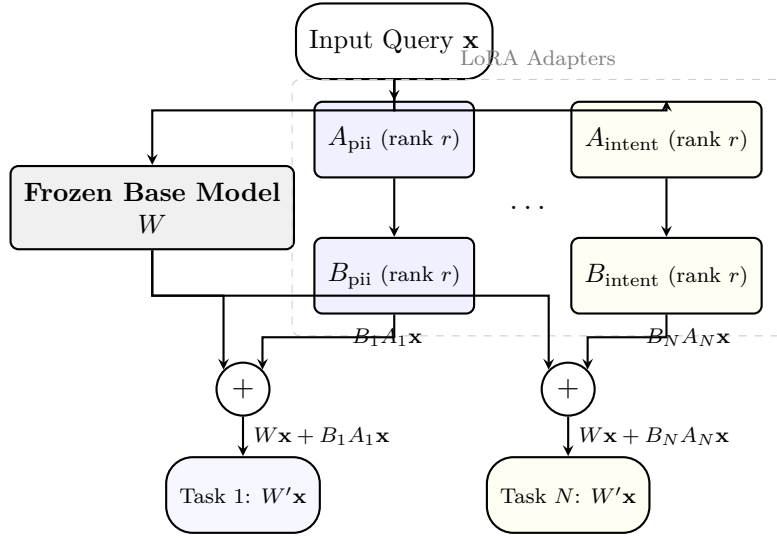 Input Query x
LoRA Adapters
A_pii (rank r)
A_intent (rank r)
Frozen Base Model
W
...
B_pii (rank r)
B_intent (rank r)
B_1A_1x
B_NA_Nx
+
+
Wx + B_1A_1x
Wx + B_NA_Nx
Task 1: W′x
Task N: W′x